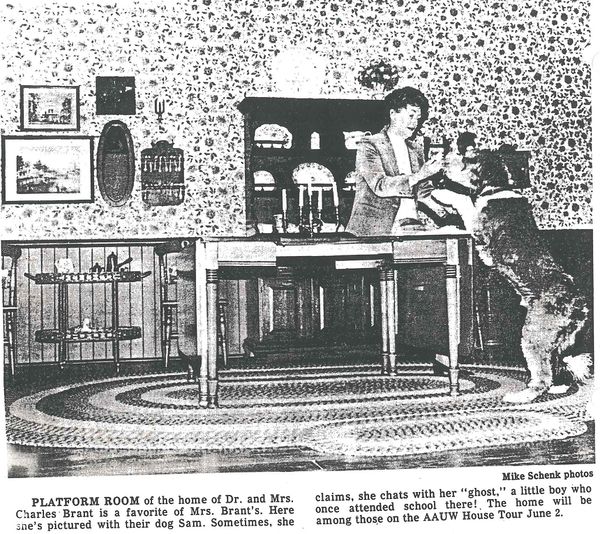 Mike Schenk photos
PLATFORM ROOM of the home of Dr. and Mrs.
Charles Brant is a favorite of Mrs. Brant's. Here
she's pictured with their dog Sam. Sometimes, she
claims, she chats with her "ghost," a little boy who
once attended school there! The home will be
among those on the AAUW House Tour June 2.